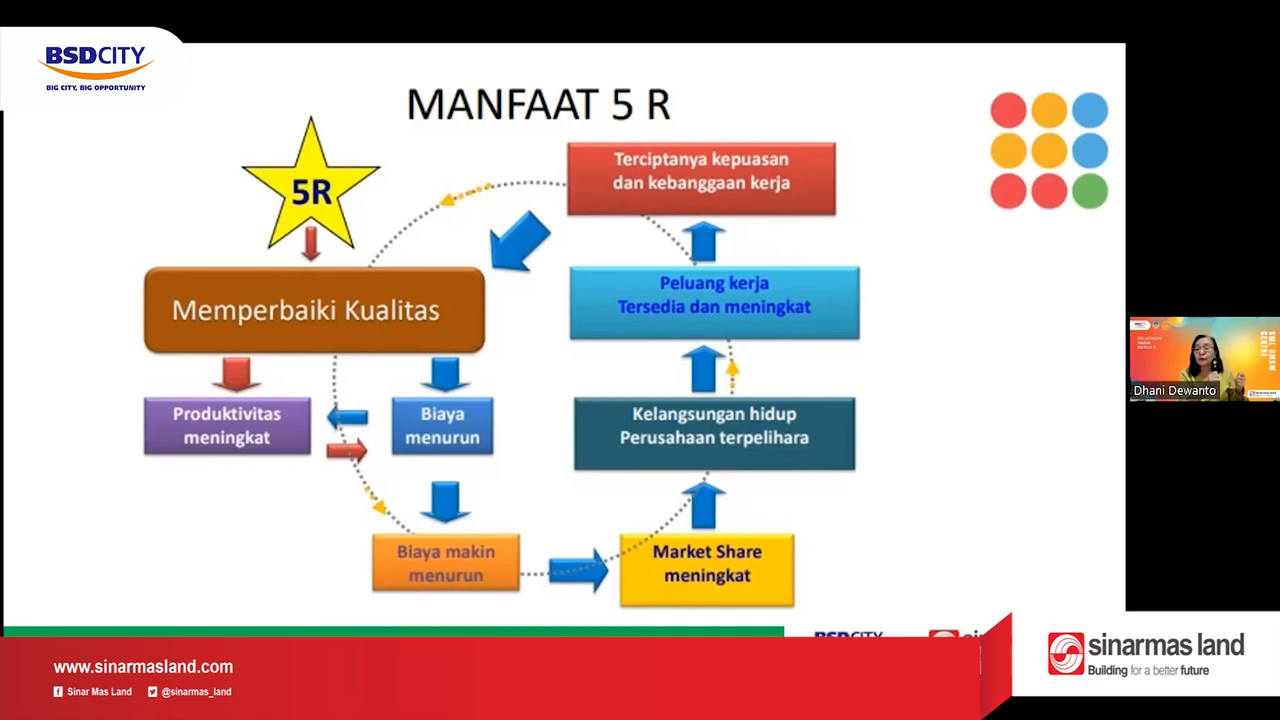 BSDCITY
BIG CITY, BIG OPPORTUNITY
MANFAAT 5 R
5R
Terciptanya kepuasan
dan kebanggaan kerja
Memperbaiki Kualitas
Peluang kerja
Tersedia dan meningkat
Produktivitas
meningkat
Biaya
menurun
Kelangsungan hidup
Perusahaan terpelihara
Biaya makin
menurun
Market Share
meningkat
Dhani Dewanto
BSDCITY
www.sinarmasland.com
Sinar Mas Land
@sinarmas_land
sinarmas land
Building for a better future